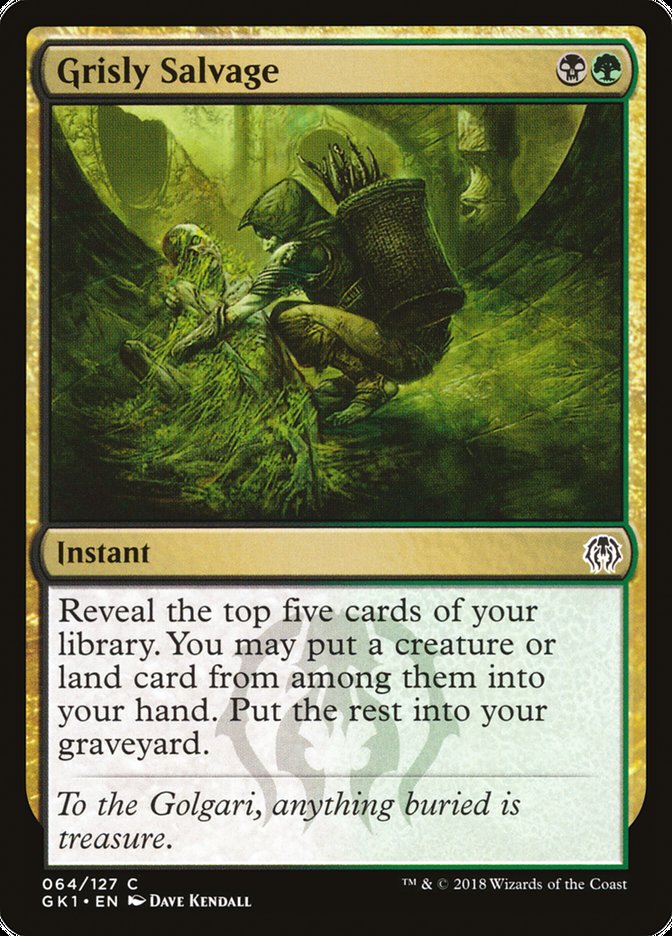 Grisly Salvage
Instant
Reveal the top five cards of your
library. You may put a creature or
land card from among them into
your hand. Put the rest into your
graveyard.
To the Golgari, anything buried is
treasure.
064/127 C
GK1 • EN Dave Kendall
™ & © 2018 Wizards of the Coast